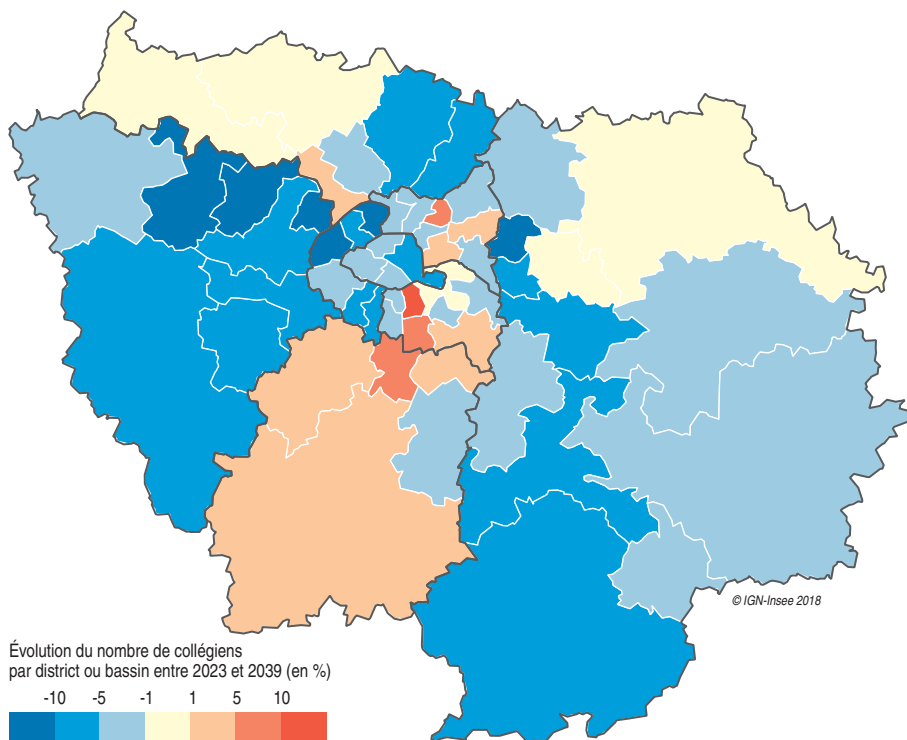 © IGN-Insee 2018
Évolution du nombre de collégiens
par district ou bassin entre 2023 et 2039 (en %)
-10 -5 -1 1 5 10